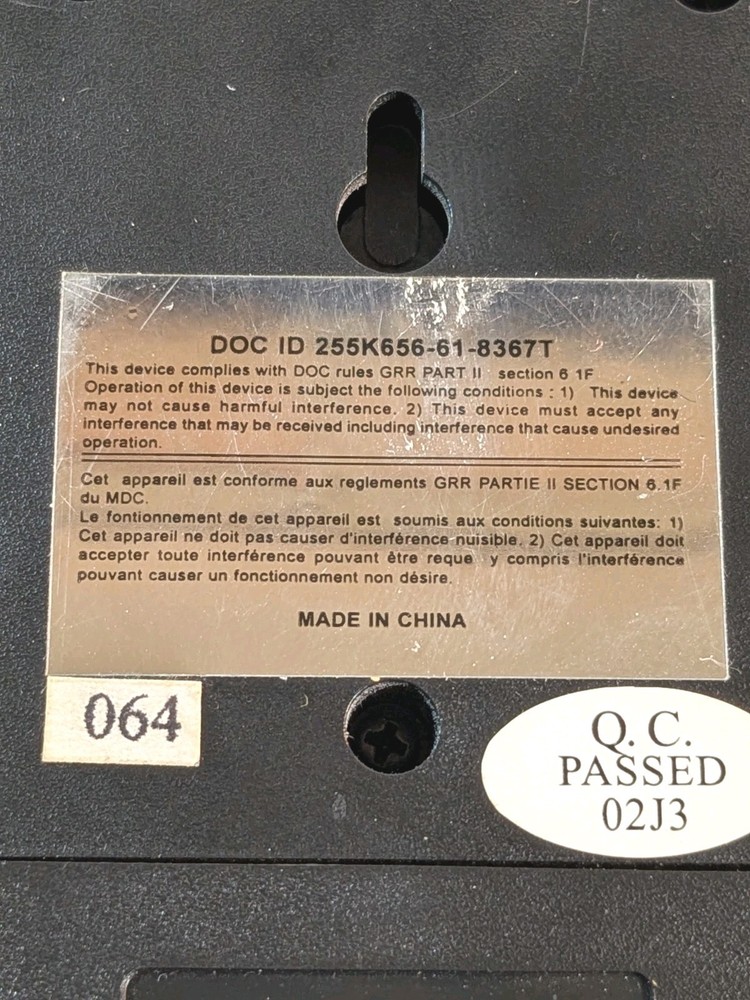 DOC ID 255K656-61-8367T
This device complies with DOC rules GRR PART II section 6 1F
Operation of this device is subject the following conditions : 1) This device
may not cause harmful interference. 2) This device must accept any
interference that may be received including interference that cause undesired
operation.
Cet appareil est conforme aux reglements GRR PARTIE II SECTION 6.1F
du MDC.
Le fontionnement de cet appareil est soumis aux conditions suivantes: 1)
Cet appareil ne doit pas causer d'interférence nuisible. 2) Cet appareil doit
accepter toute interférence pouvant être reque y compris l'interférence
pouvant causer un fonctionnement non désire.
MADE IN CHINA
064
Q. C.
PASSED
02J3